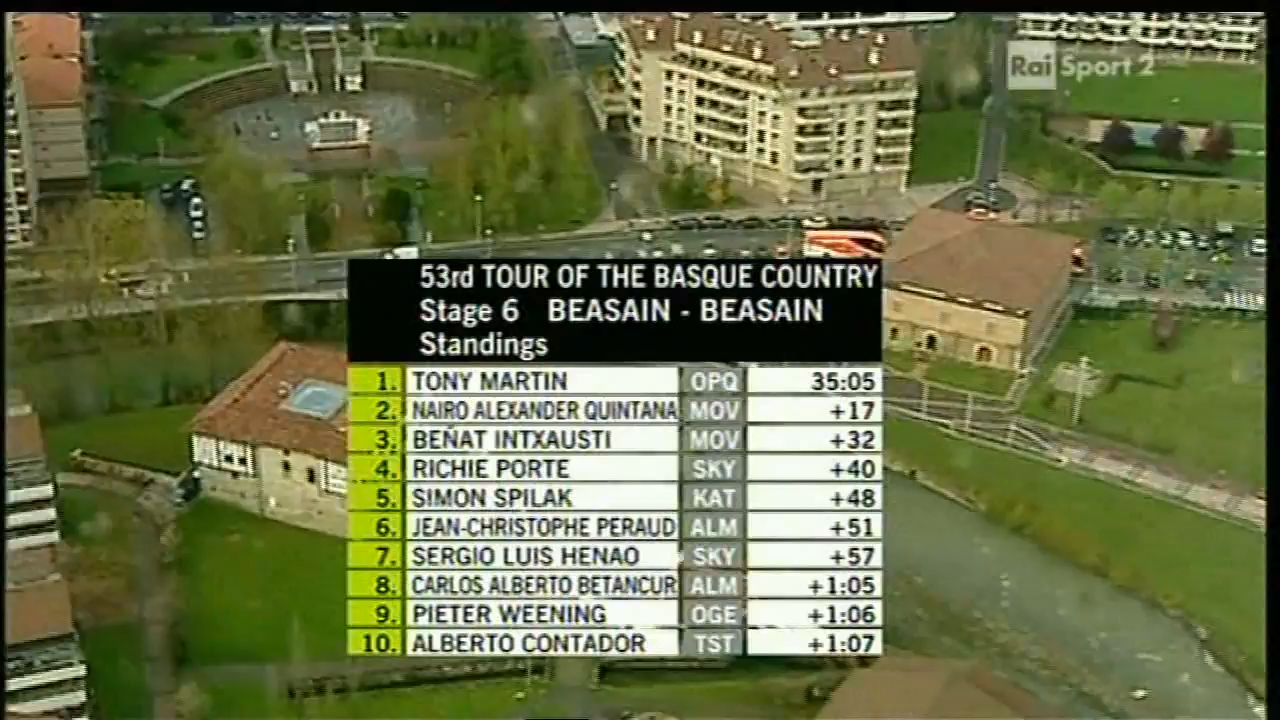 Rai Sport 2
53rd TOUR OF THE BASQUE COUNTRY
Stage 6 BEASAIN - BEASAIN
Standings
1. TONY MARTIN OPQ 35:05
2. NAIRO ALEXANDER QUINTANA MOV +17
3. BEÑAT INTXAUSTI MOV +32
4. RICHIE PORTE SKY +40
5. SIMON SPILAK KAT +48
6. JEAN-CHRISTOPHE PERAUD ALM +51
7. SERGIO LUIS HENAO SKY +57
8. CARLOS ALBERTO BETANCUR ALM +1:05
9. PIETER WEENING OGE +1:06
10. ALBERTO CONTADOR TST +1:07